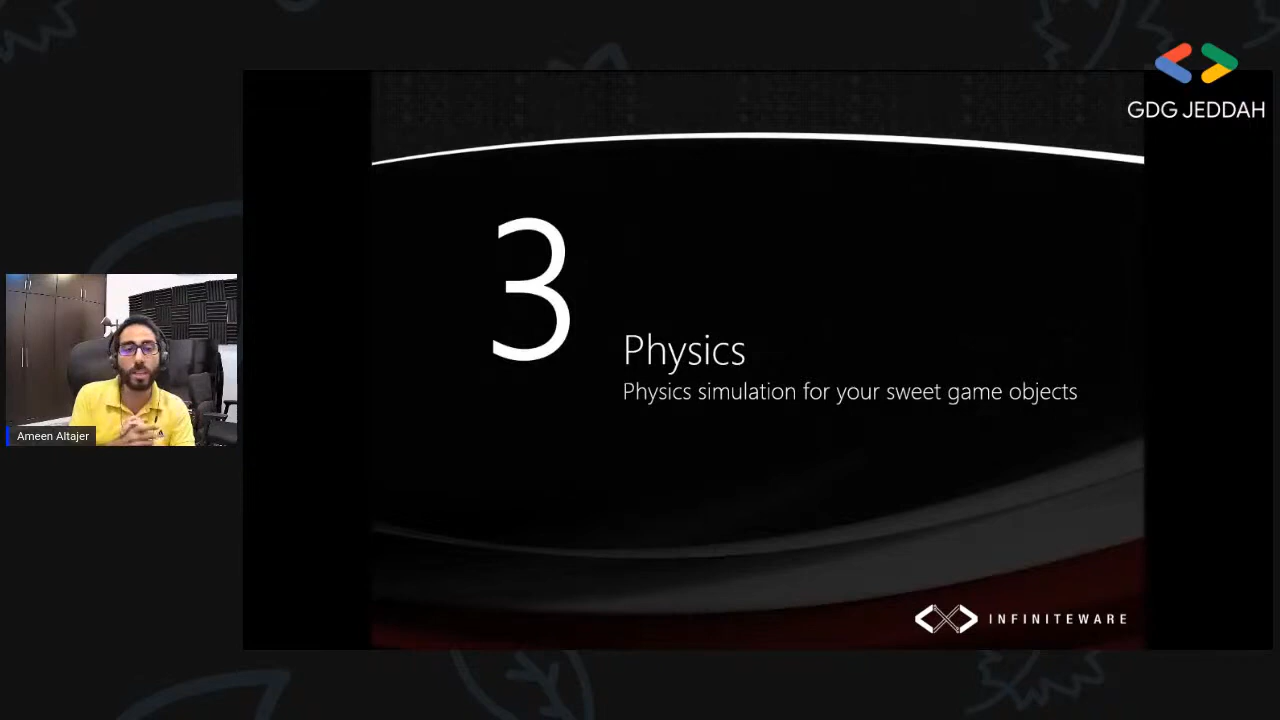 GDG JEDDAH
3
Physics
Physics simulation for your sweet game objects
Ameen Altajer
INFINITEWARE